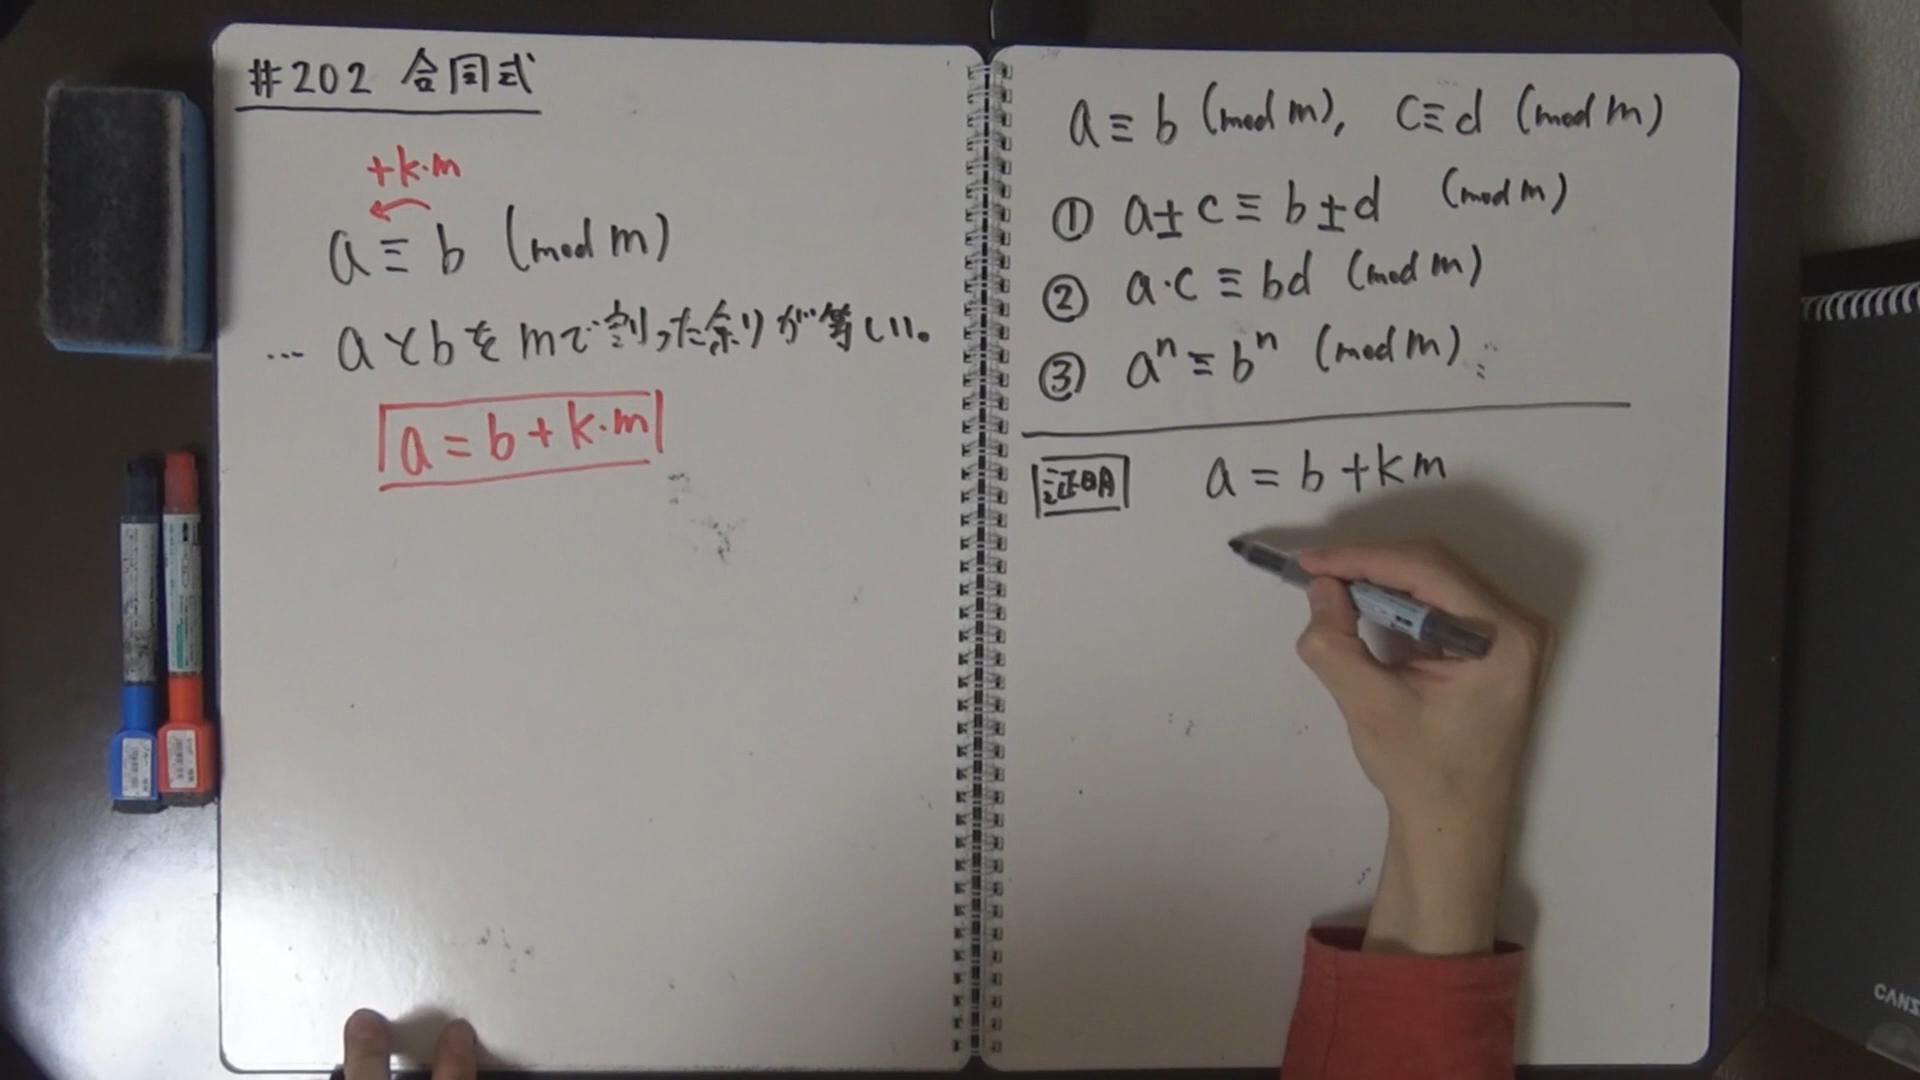 #202 合同式
+k·m
a ≡ b (mod m)
… aとbをmで割った余りが等しい。
a = b + k·m
a ≡ b (mod m), c ≡ d (mod m)
① a ± c ≡ b ± d (mod m)
② a·c ≡ bd (mod m)
③ aⁿ ≡ bⁿ (mod m)
証明 a = b + km